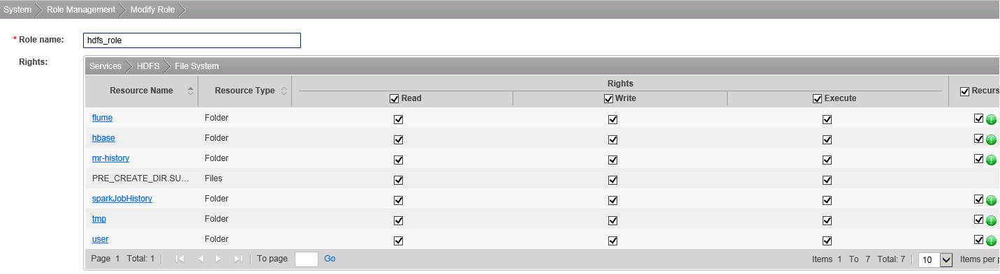 System Role Management Modify Role
* Role name: hdfs_role
Rights:
Services HDFS File System
Resource Name Resource Type Rights Recurs
Read Write Execute
flume Folder
hbase Folder
mr-history Folder
PRE_CREATE_DIR.SU... Files
sparkJobHistory Folder
tmp Folder
user Folder
Page 1 Total: 1 To page Go Items 1 To 7 Total: 7 10 Items per p